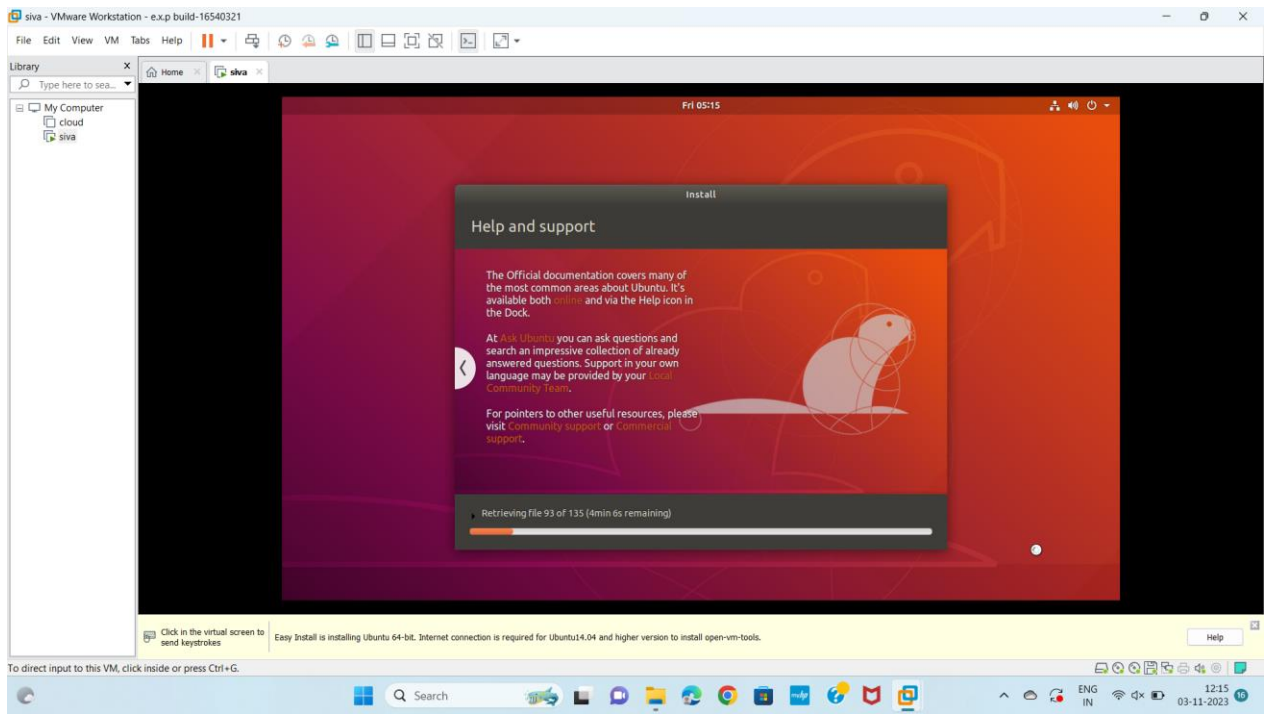 siva - VMware Workstation - e.x.p build-16540321
File Edit View VM Tabs Help
Library
Home
siva
Type here to sea...
My Computer
cloud
siva
Fri 05:15
Install
Help and support
The Official documentation covers many of
the most common areas about Ubuntu. It's
available both online and via the Help icon in
the Dock.
At Ask Ubuntu you can ask questions and
search an impressive collection of already
answered questions. Support in your own
language may be provided by your Local
Community Team.
For pointers to other useful resources, please
visit Community support or Commercial
support.
Retrieving file 93 of 135 (4min 6s remaining)
Click in the virtual screen to
send keystrokes
Easy Install is installing Ubuntu 64-bit. Internet connection is required for Ubuntu14.04 and higher version to install open-vm-tools.
Help
To direct input to this VM, click inside or press Ctrl+G.
Search
ENG
IN
12:15
03-11-2023
16